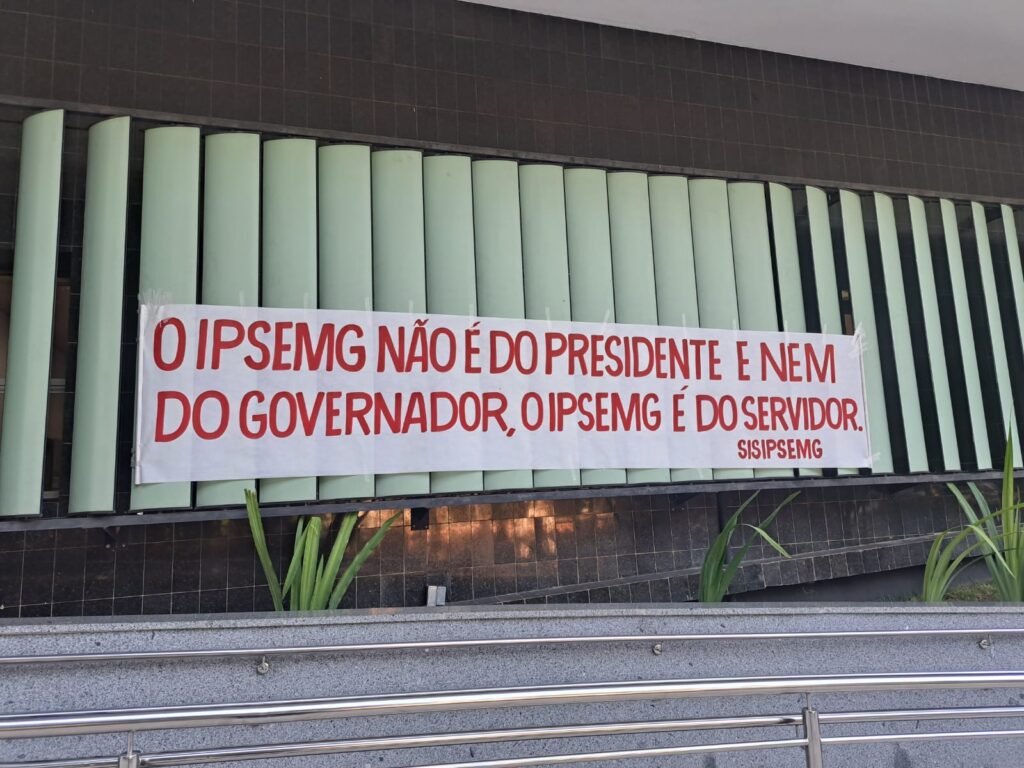 O IPSEMG NÃO É DO PRESIDENTE E NEM
DO GOVERNADOR, O IPSEMG É DO SERVIDOR.
SISIPSEMG